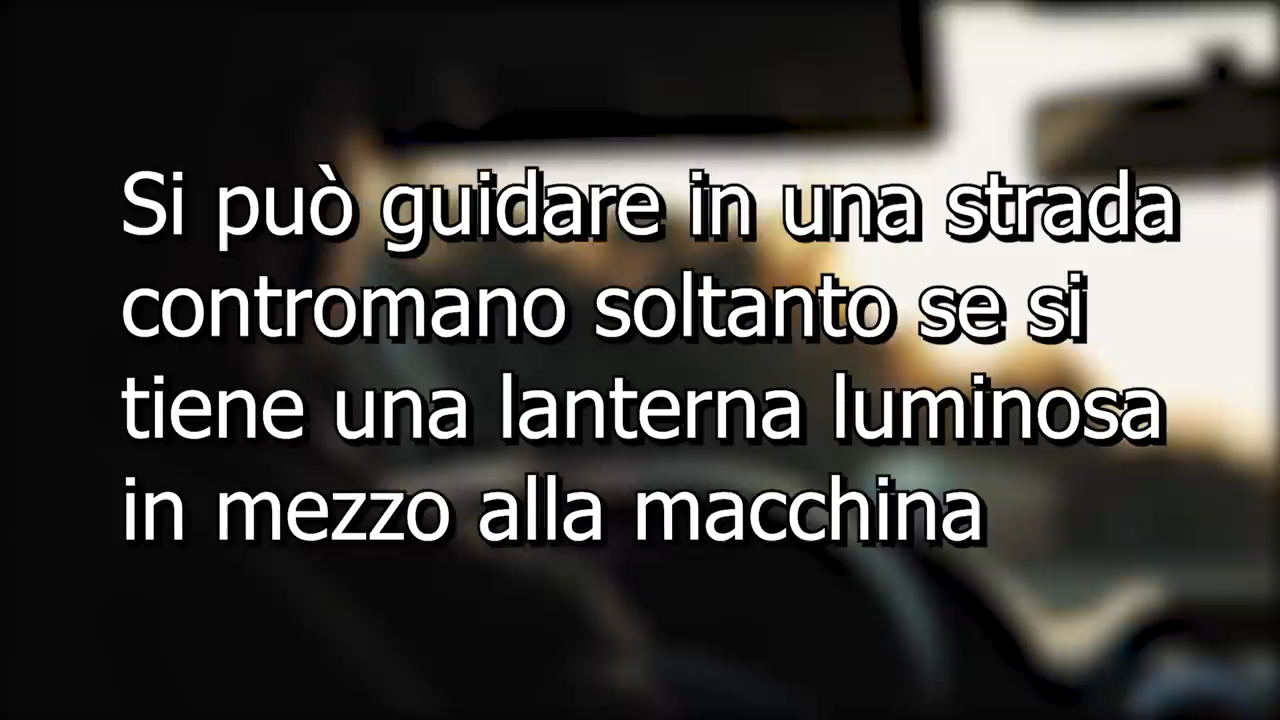 Si può guidare in una strada
contromano soltanto se si
tiene una lanterna luminosa
in mezzo alla macchina